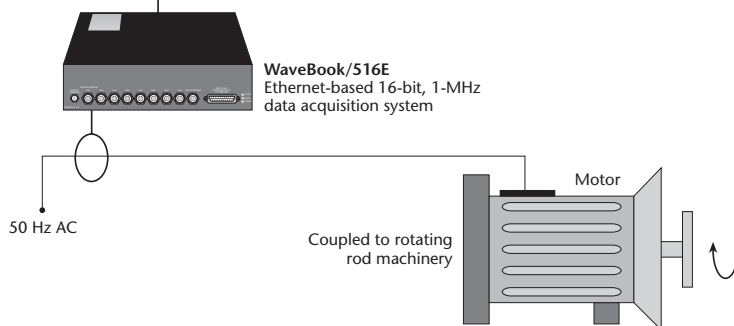 WaveBook/516E
Ethernet-based 16-bit, 1-MHz
data acquisition system
50 Hz AC
Motor
Coupled to rotating
rod machinery